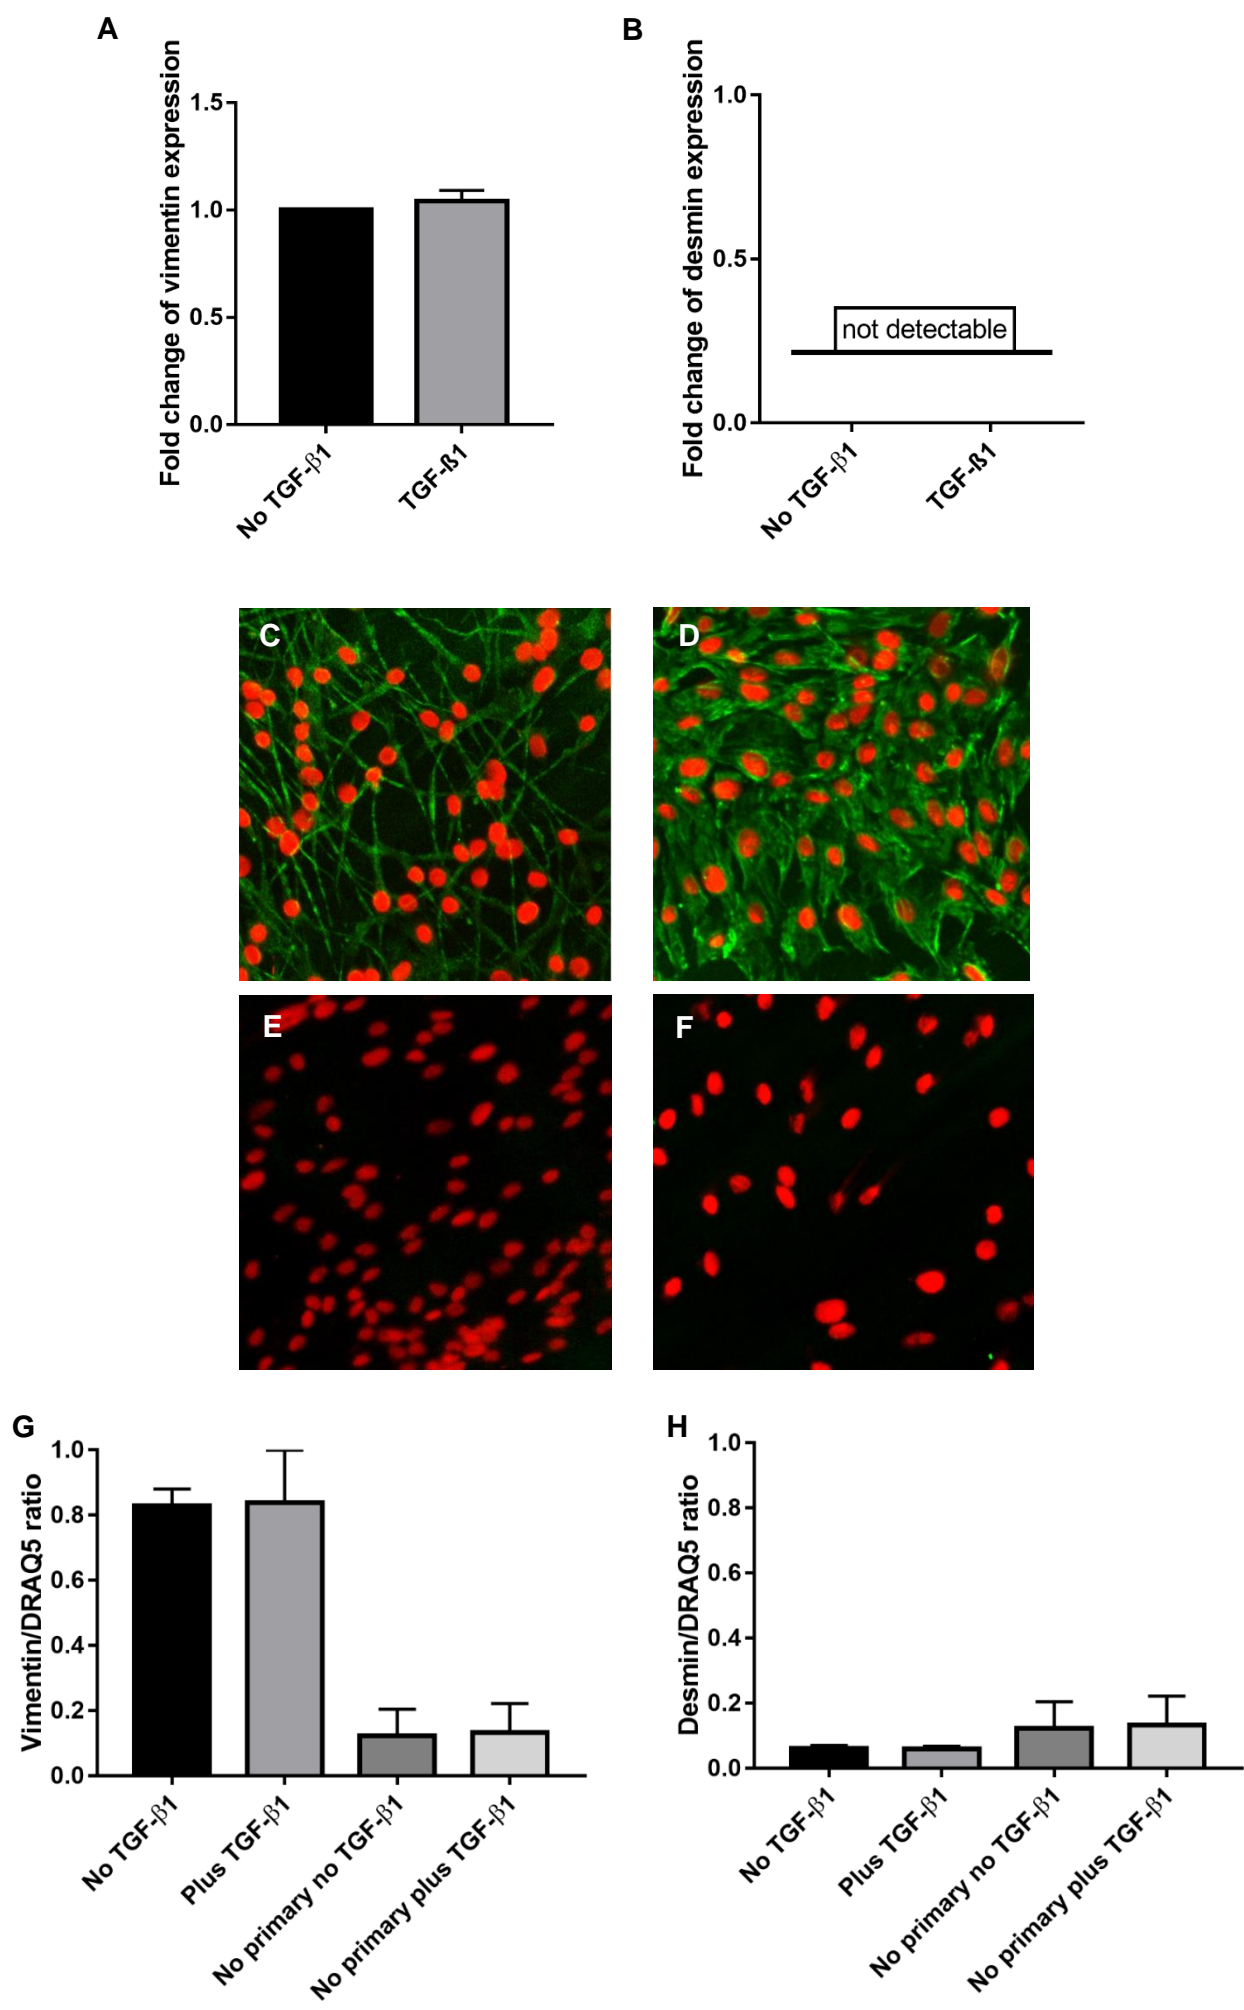 A
Fold change of vimentin expression
1.5
1.0
0.5
0.0
No TGF-β1
TGF-ß1
B
Fold change of desmin expression
1.0
0.5
0.0
not detectable
No TGF-β1
TGF-ß1
C
D
E
F
G
Vimentin/DRAQ5 ratio
1.0
0.8
0.6
0.4
0.2
0.0
No TGF-β1
Plus TGF-β1
No primary no TGF-β1
No primary plus TGF-β1
H
Desmin/DRAQ5 ratio
1.0
0.8
0.6
0.4
0.2
0.0
No TGF-β1
Plus TGF-β1
No primary no TGF-β1
No primary plus TGF-β1